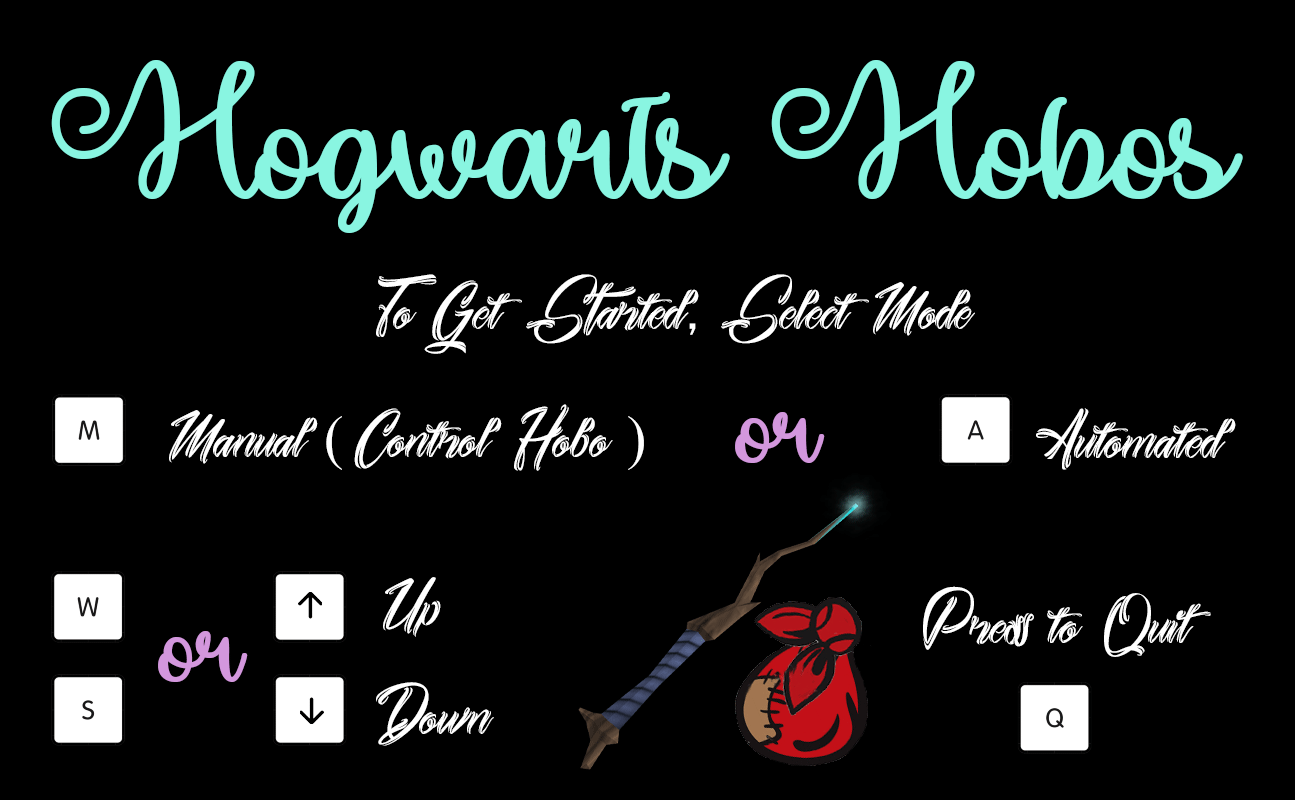 Hogwarts Hobos
To Get Started, Select Mode
M Manual ( Control Hobo ) or A Automated
W or ↑ Up
S ↓ Down
Press to Quit
Q